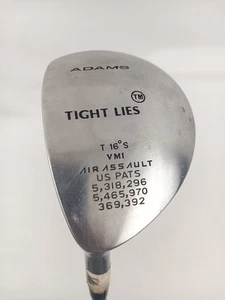 ADAMS
TIGHT LIES TM
T 16° S
VMI
AIR ASSAULT
US PATS
5,318,296
5,465,970
369,392